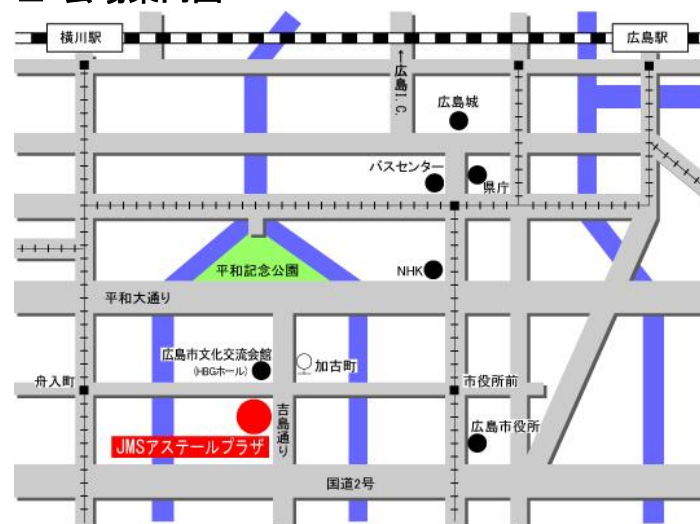 横川駅
広島駅
←広島I.C.
広島城
バスセンター
県庁
NHK
平和記念公園
平和大通り
広島市文化交流会館
(HBGホール)
加古町
舟入町
市役所前
吉島通り
広島市役所
JMSアステールプラザ
国道2号